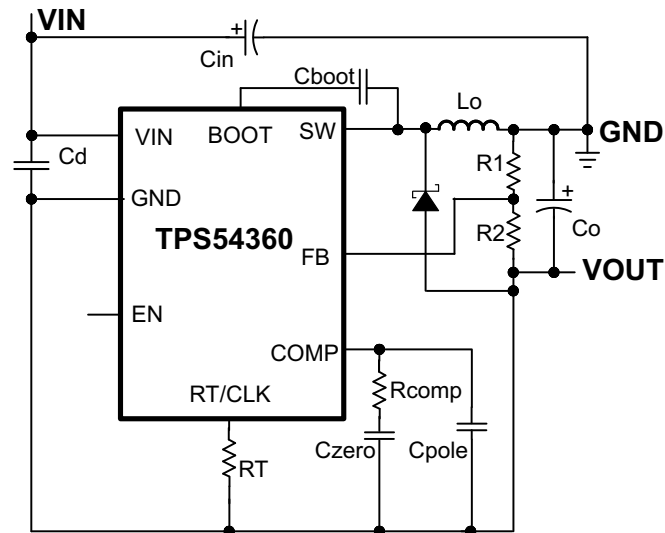 VIN
+
Cin
Cboot
Lo
VIN
BOOT
SW
GND
Cd
R1
GND
+
TPS54360
R2
Co
FB
VOUT
EN
COMP
RT/CLK
Rcomp
Czero
Cpole
RT